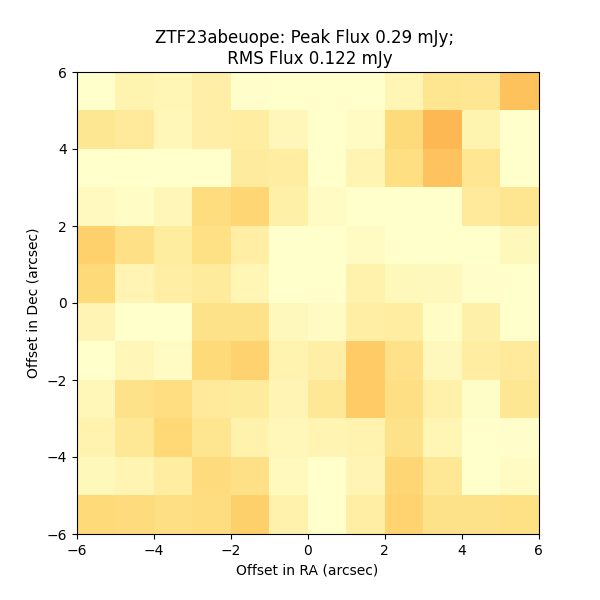 ZTF23abeuope: Peak Flux 0.29 mJy;
RMS Flux 0.122 mJy
6
4
2
0
−2
−4
−6
Offset in Dec (arcsec)
−6 −4 −2 0 2 4 6
Offset in RA (arcsec)